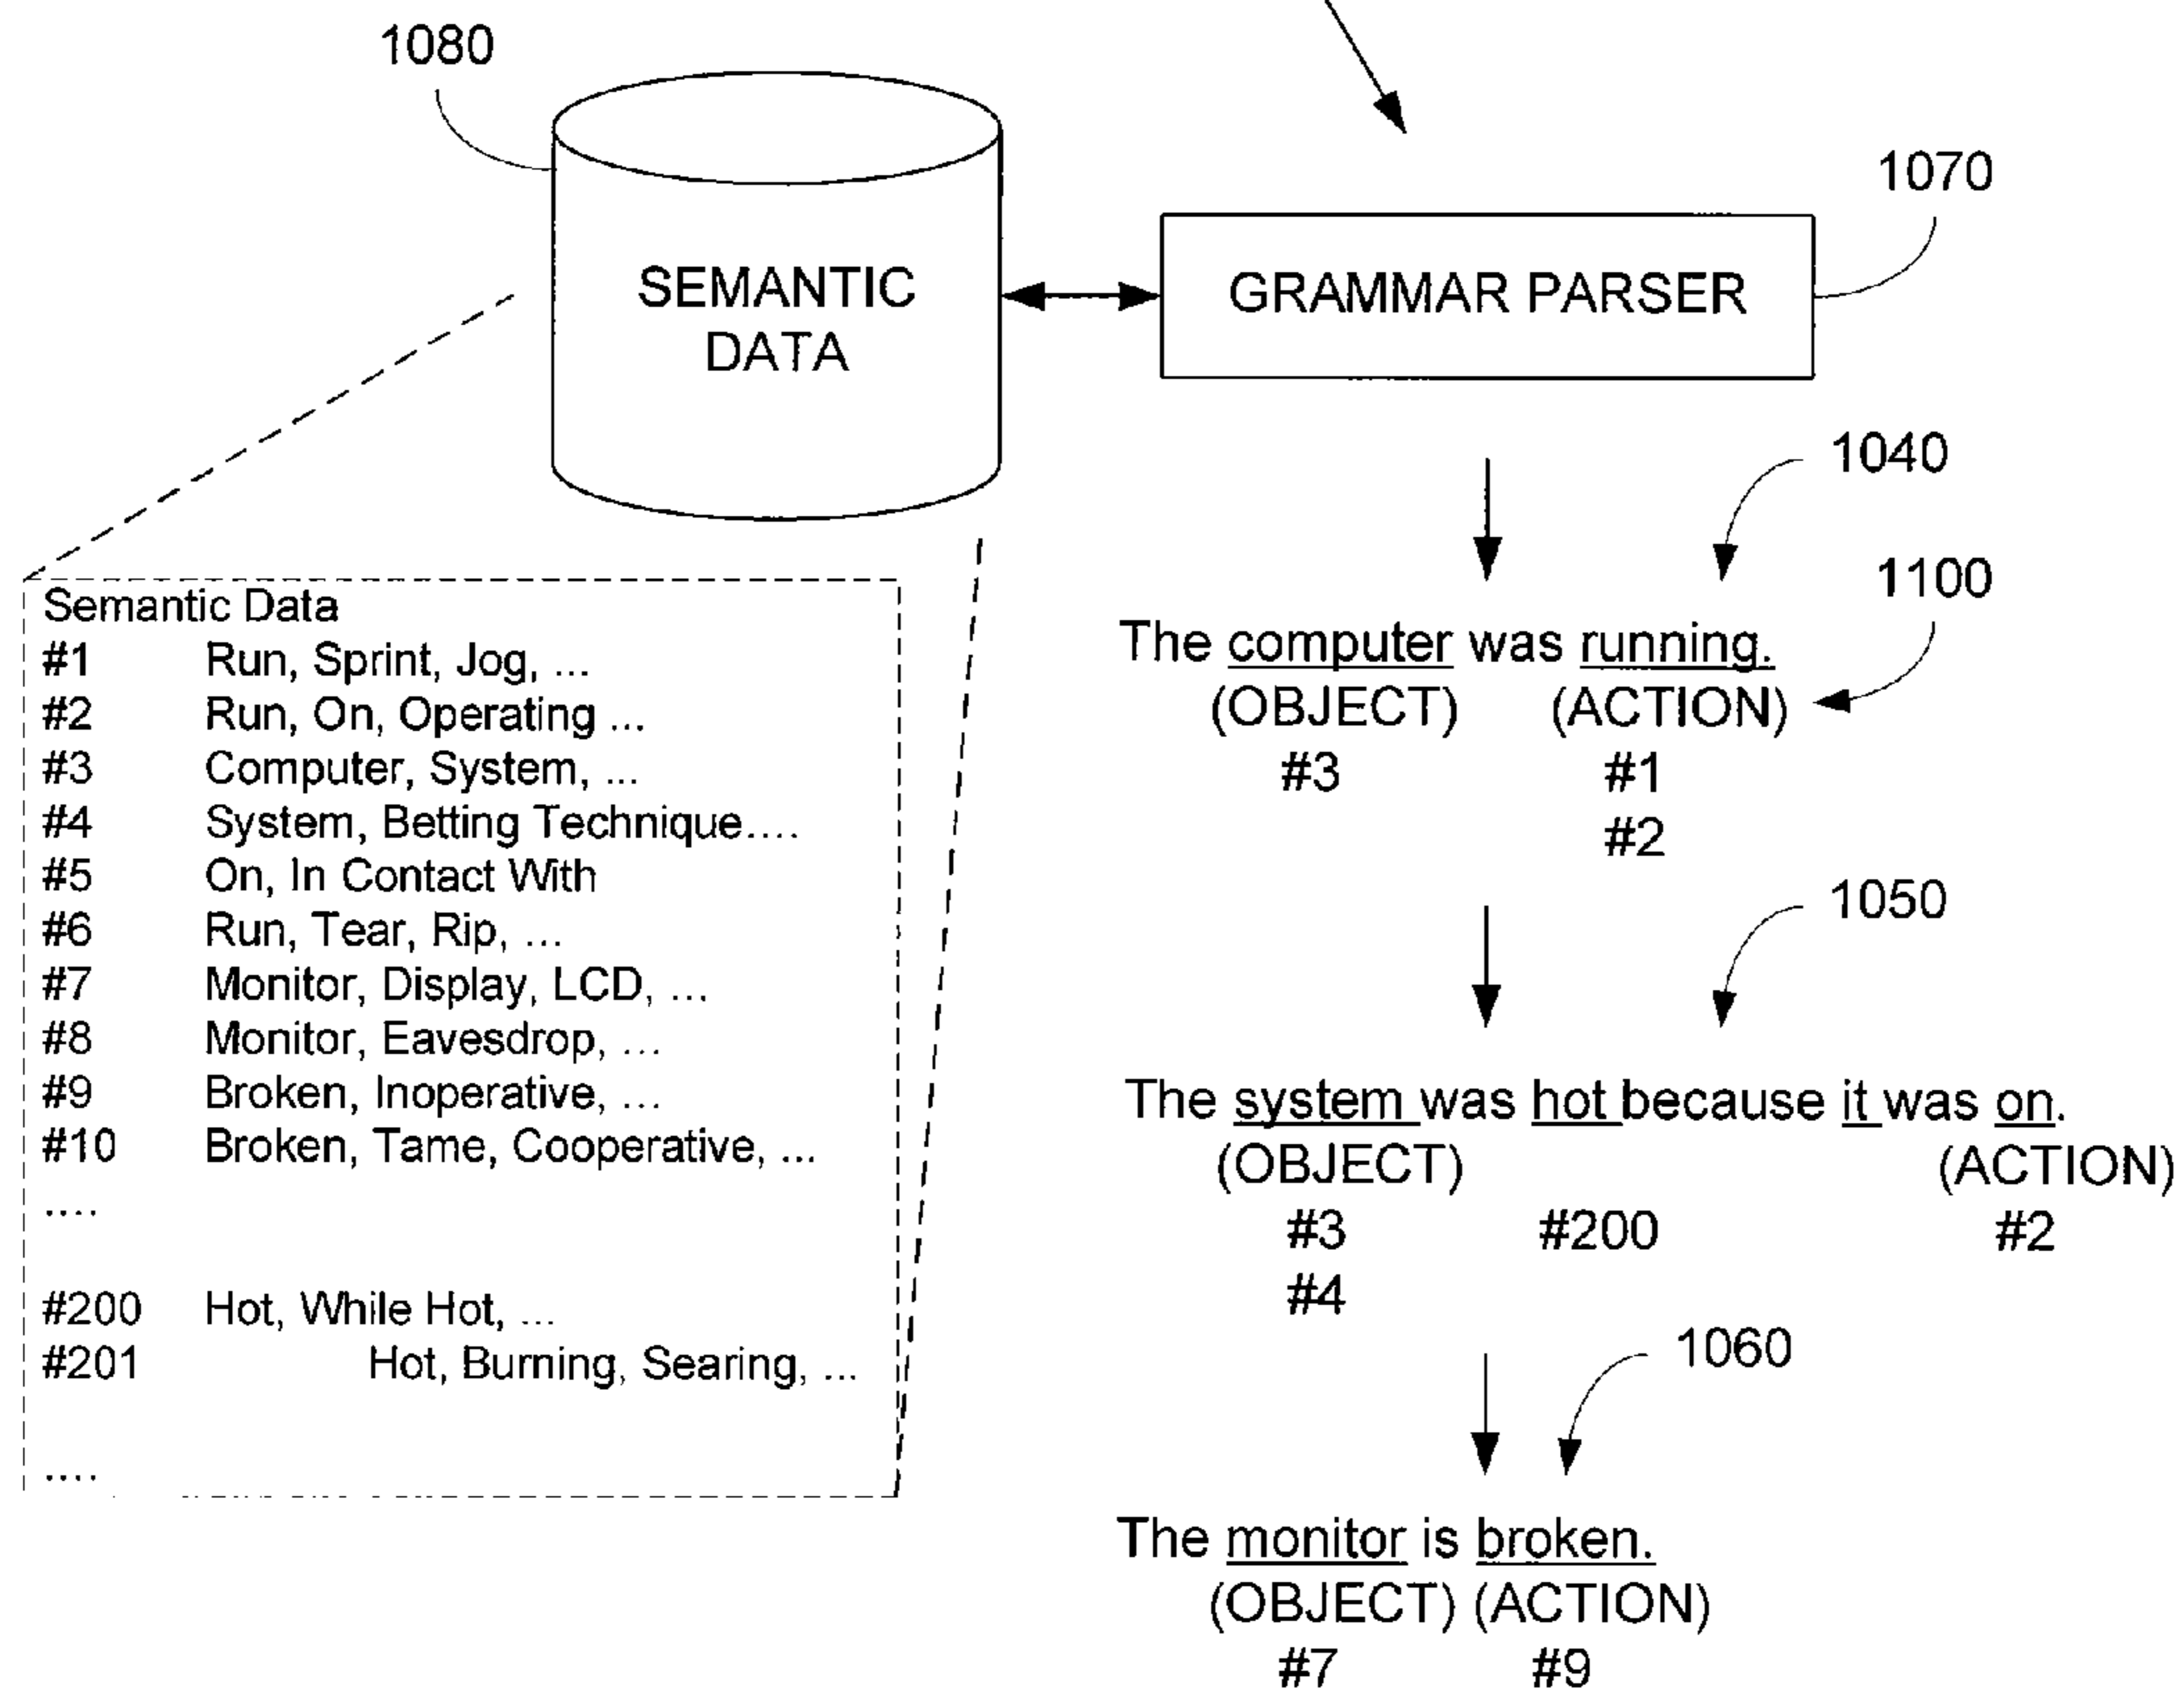 1080
1070
SEMANTIC
DATA
GRAMMAR PARSER
1040
1100
Semantic Data
#1 Run, Sprint, Jog, ...
#2 Run, On, Operating ...
#3 Computer, System, ...
#4 System, Betting Technique....
#5 On, In Contact With
#6 Run, Tear, Rip, ...
#7 Monitor, Display, LCD, ...
#8 Monitor, Eavesdrop, ...
#9 Broken, Inoperative, ...
#10 Broken, Tame, Cooperative, ...
....
#200 Hot, While Hot, ...
#201 Hot, Burning, Searing, ...
....
The computer was running.
(OBJECT) (ACTION)
#3 #1
#2
1050
The system was hot because it was on.
(OBJECT) (ACTION)
#3 #200 #2
#4
1060
The monitor is broken.
(OBJECT) (ACTION)
#7 #9